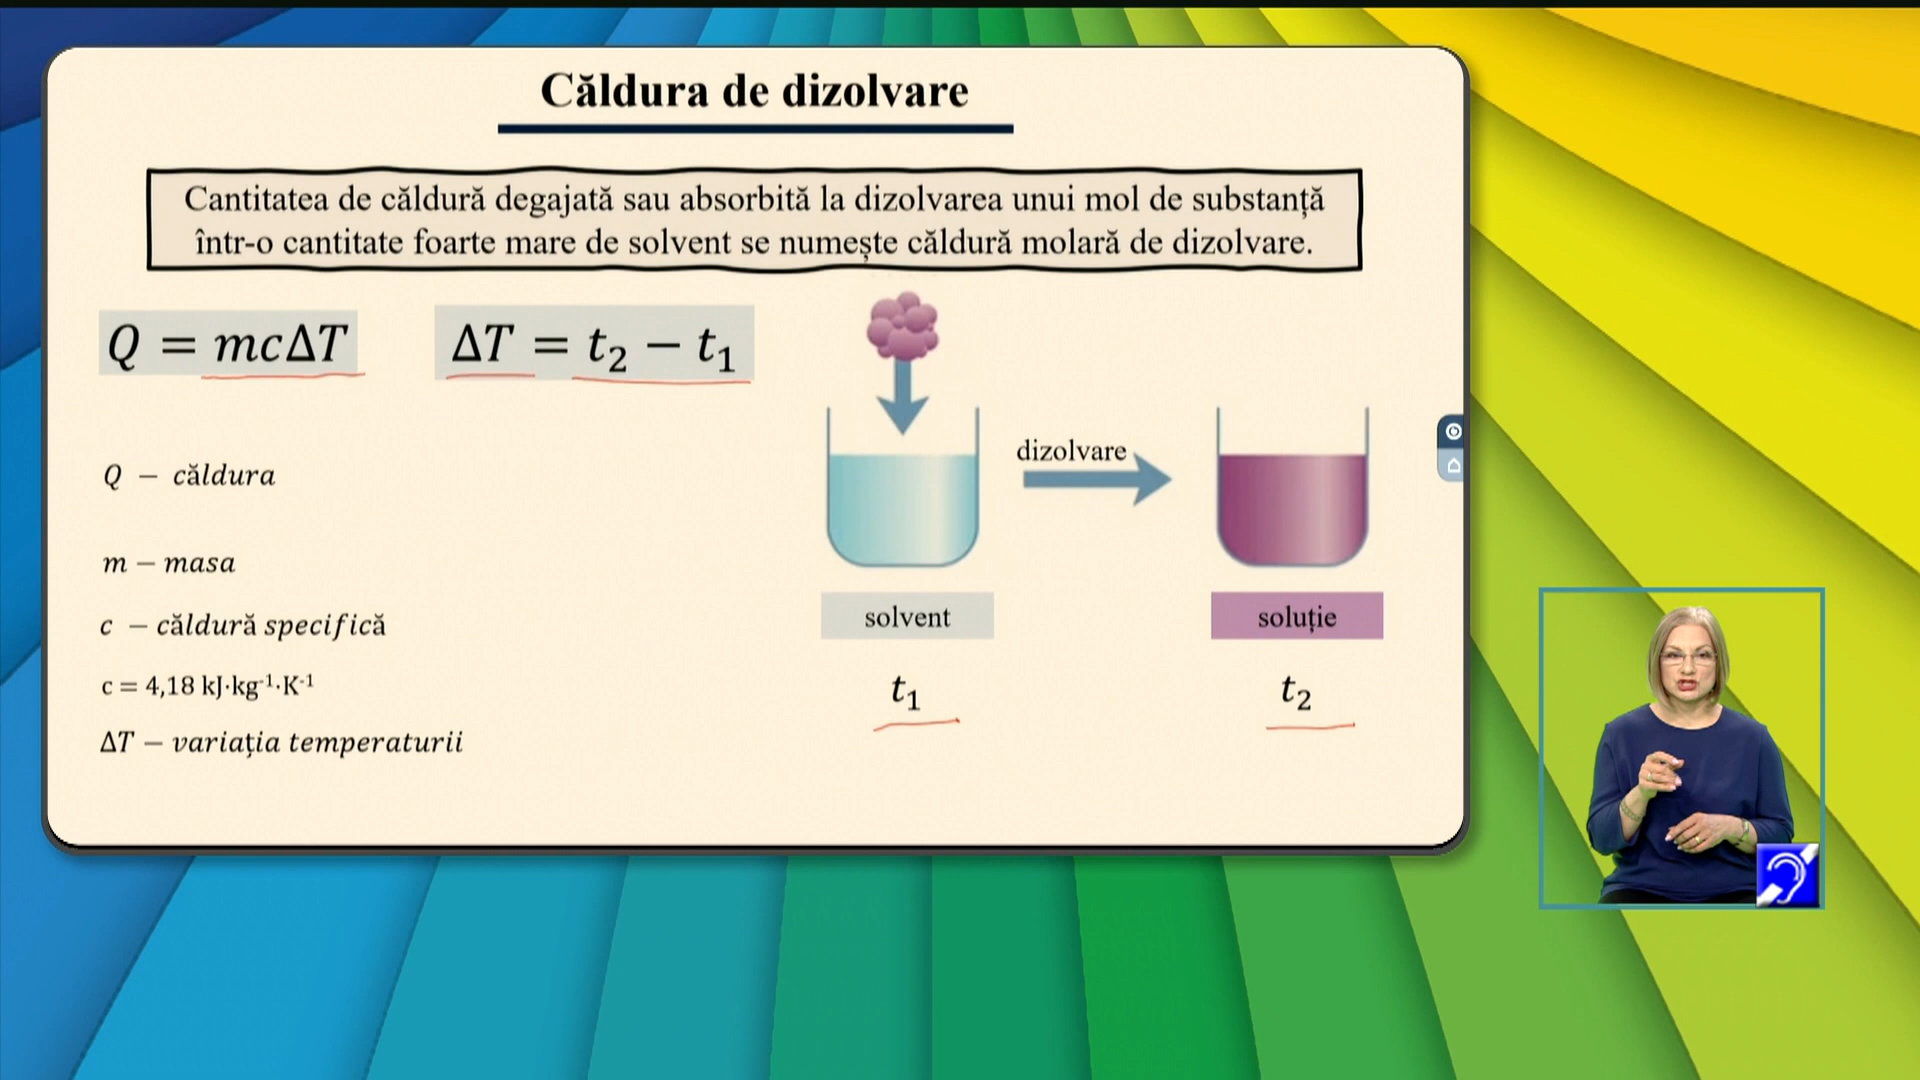 Căldura de dizolvare
Cantitatea de căldură degajată sau absorbită la dizolvarea unui mol de substanță
într-o cantitate foarte mare de solvent se numește căldură molară de dizolvare.
Q = mcΔT
ΔT = t₂ − t₁
dizolvare
Q − căldura
m − masa
c − căldură specifică
c = 4,18 kJ·kg⁻¹·K⁻¹
ΔT − variația temperaturii
solvent
soluție
t₁
t₂